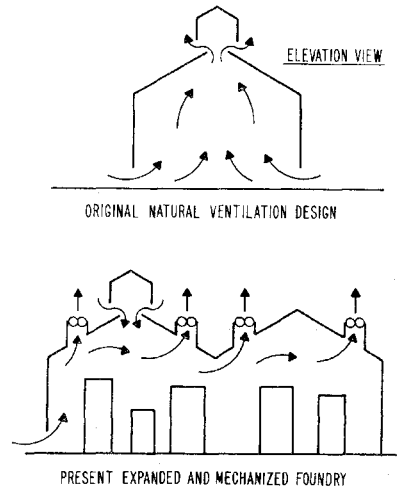 ELEVATION VIEW
ORIGINAL NATURAL VENTILATION DESIGN
PRESENT EXPANDED AND MECHANIZED FOUNDRY